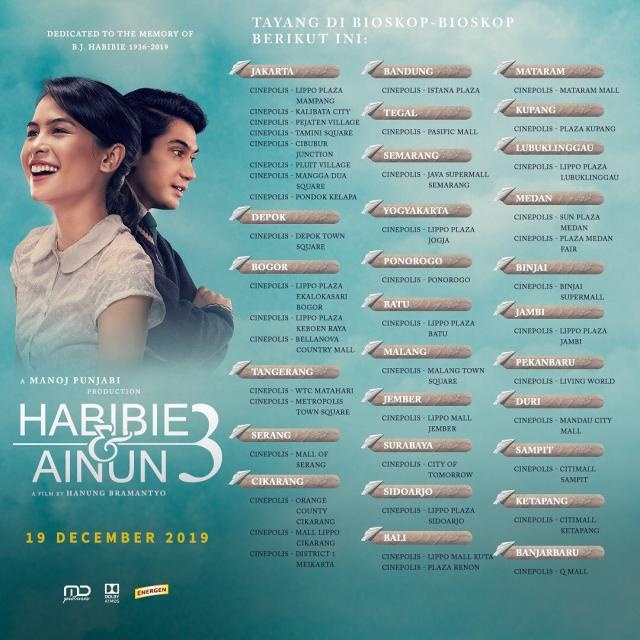 DEDICATED TO THE MEMORY OF
B.J. HABIBIE 1936-2019
TAYANG DI BIOSKOP-BIOSKOP
BERIKUT INI:
JAKARTA
CINEPOLIS - LIPPO PLAZA
MAMPANG
CINEPOLIS - KALIBATA CITY
CINEPOLIS - PEJATEN VILLAGE
CINEPOLIS - TAMINI SQUARE
CINEPOLIS - CIBUBUR
JUNCTION
CINEPOLIS - PLUIT VILLAGE
CINEPOLIS - MANGGA DUA
SQUARE
CINEPOLIS - PONDOK KELAPA
DEPOK
CINEPOLIS - DEPOK TOWN
SQUARE
BOGOR
CINEPOLIS - LIPPO PLAZA
EKALOKASARI
BOGOR
CINEPOLIS - LIPPO PLAZA
KEBOEN RAYA
CINEPOLIS - BELLANOVA
COUNTRY MALL
TANGERANG
CINEPOLIS - WTC MATAHARI
CINEPOLIS - METROPOLIS
TOWN SQUARE
SERANG
CINEPOLIS - MALL OF
SERANG
CIKARANG
CINEPOLIS - ORANGE
COUNTY
CIKARANG
CINEPOLIS - MALL LIPPO
CIKARANG
CINEPOLIS - DISTRICT 1
MEIKARTA
BANDUNG
CINEPOLIS - ISTANA PLAZA
TEGAL
CINEPOLIS - PASIFIC MALL
SEMARANG
CINEPOLIS - JAVA SUPERMALL
SEMARANG
YOGYAKARTA
CINEPOLIS - LIPPO PLAZA
JOGJA
PONOROGO
CINEPOLIS - PONOROGO
BATU
CINEPOLIS - LIPPO PLAZA
BATU
MALANG
CINEPOLIS - MALANG TOWN
SQUARE
JEMBER
CINEPOLIS - LIPPO MALL
JEMBER
SURABAYA
CINEPOLIS - CITY OF
TOMORROW
SIDOARJO
CINEPOLIS - LIPPO PLAZA
SIDOARJO
BALI
CINEPOLIS - LIPPO MALL KUTA
CINEPOLIS - PLAZA RENON
MATARAM
CINEPOLIS - MATARAM MALL
KUPANG
CINEPOLIS - PLAZA KUPANG
LUBUKLINGGAU
CINEPOLIS - LIPPO PLAZA
LUBUKLINGGAU
MEDAN
CINEPOLIS - SUN PLAZA
MEDAN
CINEPOLIS - PLAZA MEDAN
FAIR
BINJAI
CINEPOLIS - BINJAI
SUPERMALL
JAMBI
CINEPOLIS - LIPPO PLAZA
JAMBI
PEKANBARU
CINEPOLIS - LIVING WORLD
DURI
CINEPOLIS - MANDAU CITY
MALL
SAMPIT
CINEPOLIS - CITIMALL
SAMPIT
KETAPANG
CINEPOLIS - CITIMALL
KETAPANG
BANJARBARU
CINEPOLIS - Q MALL
A MANOJ PUNJABI
PRODUCTION
HABIBIE
&
AINUN 3
A FILM BY HANUNG BRAMANTYO
19 DECEMBER 2019
MD
pictures
DOLBY
ATMOS
ENERGEN